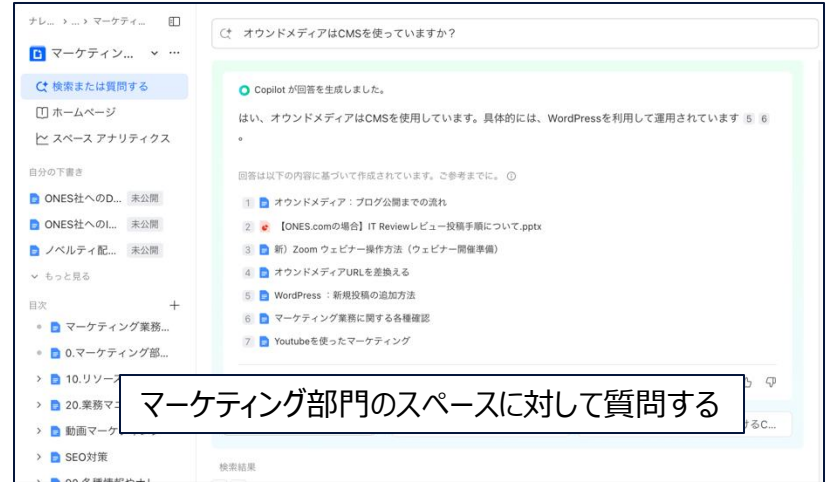 ナレ... › ... › マーケティ...
マーケティン...
検索または質問する
ホームページ
スペース アナリティクス
自分の下書き
ONES社へのD... 未公開
ONES社へのI... 未公開
ノベルティ配... 未公開
もっと見る
目次
マーケティング業務...
0.マーケティング部...
10.リソース
20.業務マニ
動画マーケ
SEO対策
オウンドメディアはCMSを使っていますか？
Copilot が回答を生成しました。
はい、オウンドメディアはCMSを使用しています。具体的には、WordPressを利用して運用されています 5 6
。
回答は以下の内容に基づいて作成されています。ご参考までに。
1 オウンドメディア：ブログ公開までの流れ
2 【ONES.comの場合】IT Reviewレビュー投稿手順について.pptx
3 新）Zoom ウェビナー操作方法（ウェビナー開催準備）
4 オウンドメディアURLを差換える
5 WordPress ：新規投稿の追加方法
6 マーケティング業務に関する各種確認
7 Youtubeを使ったマーケティング
マーケティング部門のスペースに対して質問する
けるC...
検索結果